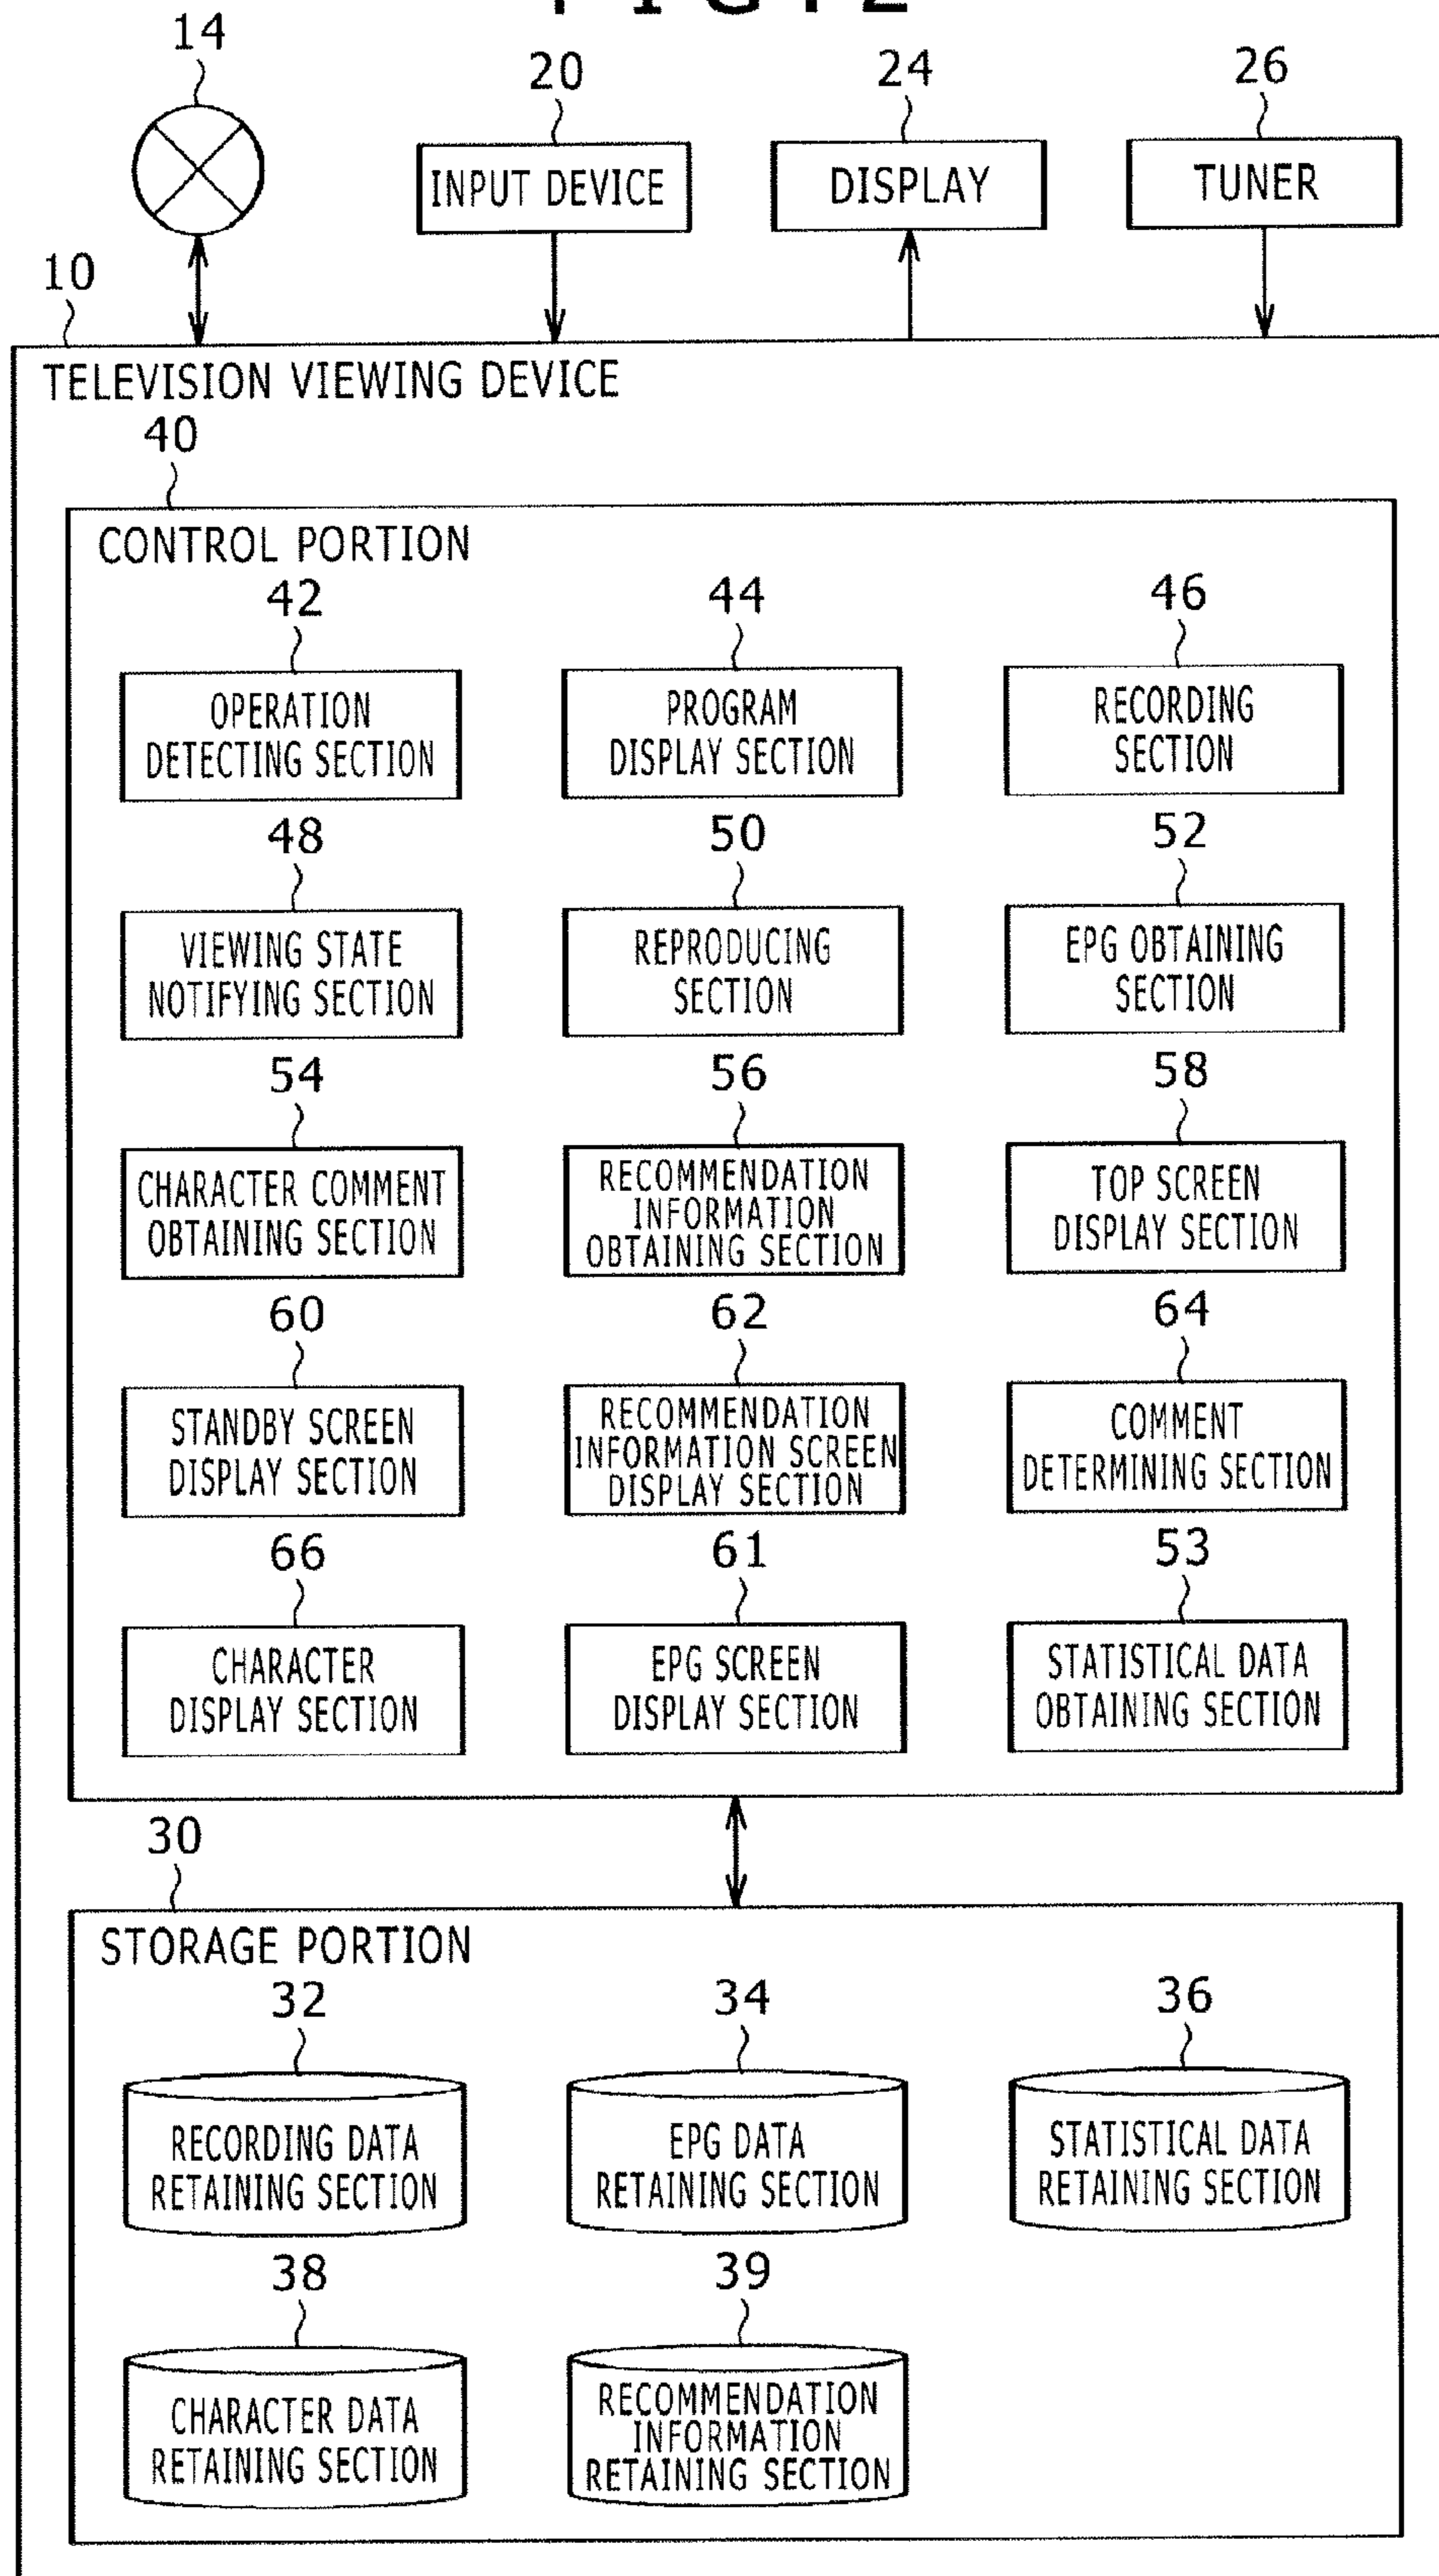 14
20
24
26
INPUT DEVICE
DISPLAY
TUNER
10
TELEVISION VIEWING DEVICE
40
CONTROL PORTION
42
44
46
OPERATION
DETECTING SECTION
PROGRAM
DISPLAY SECTION
RECORDING
SECTION
48
50
52
VIEWING STATE
NOTIFYING SECTION
REPRODUCING
SECTION
EPG OBTAINING
SECTION
54
56
58
CHARACTER COMMENT
OBTAINING SECTION
RECOMMENDATION
INFORMATION
OBTAINING SECTION
TOP SCREEN
DISPLAY SECTION
60
62
64
STANDBY SCREEN
DISPLAY SECTION
RECOMMENDATION
INFORMATION SCREEN
DISPLAY SECTION
COMMENT
DETERMINING SECTION
66
61
53
CHARACTER
DISPLAY SECTION
EPG SCREEN
DISPLAY SECTION
STATISTICAL DATA
OBTAINING SECTION
30
STORAGE PORTION
32
34
36
RECORDING DATA
RETAINING SECTION
EPG DATA
RETAINING SECTION
STATISTICAL DATA
RETAINING SECTION
38
39
CHARACTER DATA
RETAINING SECTION
RECOMMENDATION
INFORMATION
RETAINING SECTION